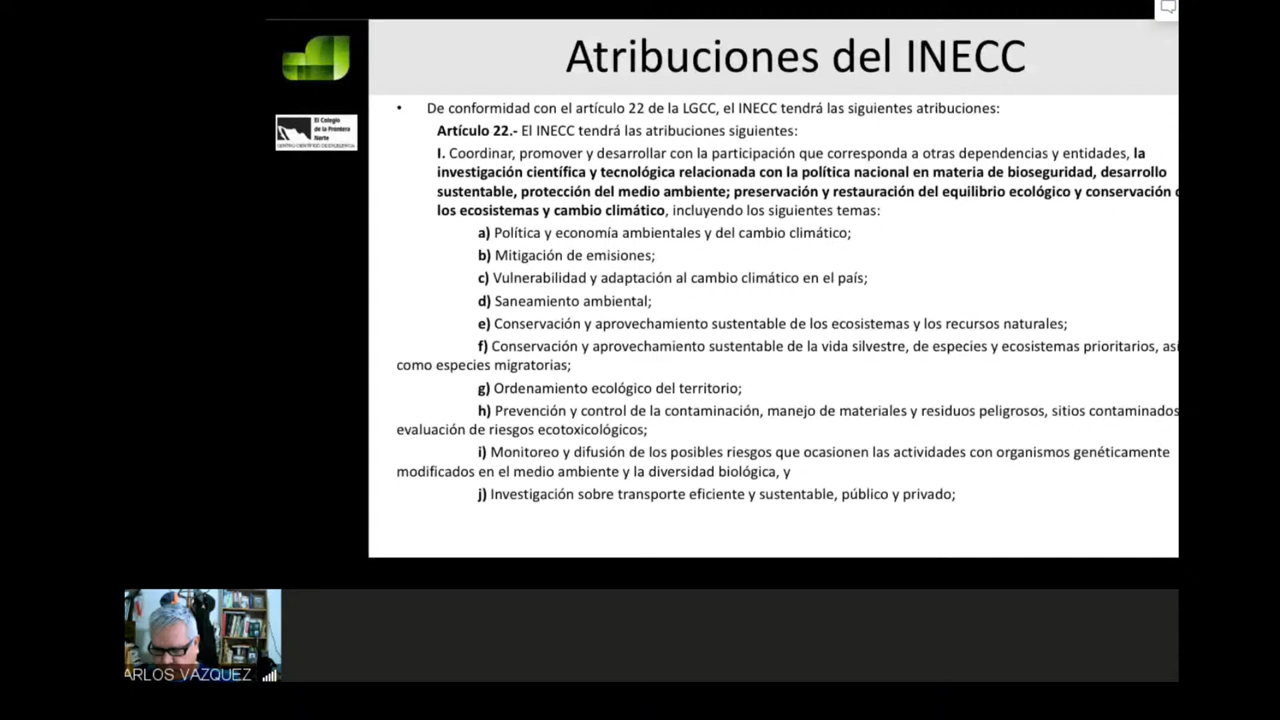 Atribuciones del INECC
El Colegio
de la Frontera
Norte
• De conformidad con el artículo 22 de la LGCC, el INECC tendrá las siguientes atribuciones:
Artículo 22.- El INECC tendrá las atribuciones siguientes:
I. Coordinar, promover y desarrollar con la participación que corresponda a otras dependencias y entidades, la
investigación científica y tecnológica relacionada con la política nacional en materia de bioseguridad, desarrollo
sustentable, protección del medio ambiente; preservación y restauración del equilibrio ecológico y conservación
los ecosistemas y cambio climático, incluyendo los siguientes temas:
a) Política y economía ambientales y del cambio climático;
b) Mitigación de emisiones;
c) Vulnerabilidad y adaptación al cambio climático en el país;
d) Saneamiento ambiental;
e) Conservación y aprovechamiento sustentable de los ecosistemas y los recursos naturales;
f) Conservación y aprovechamiento sustentable de la vida silvestre, de especies y ecosistemas prioritarios, así
como especies migratorias;
g) Ordenamiento ecológico del territorio;
h) Prevención y control de la contaminación, manejo de materiales y residuos peligrosos, sitios contaminados
evaluación de riesgos ecotoxicológicos;
i) Monitoreo y difusión de los posibles riesgos que ocasionen las actividades con organismos genéticamente
modificados en el medio ambiente y la diversidad biológica, y
j) Investigación sobre transporte eficiente y sustentable, público y privado;
ARLOS VAZQUEZ